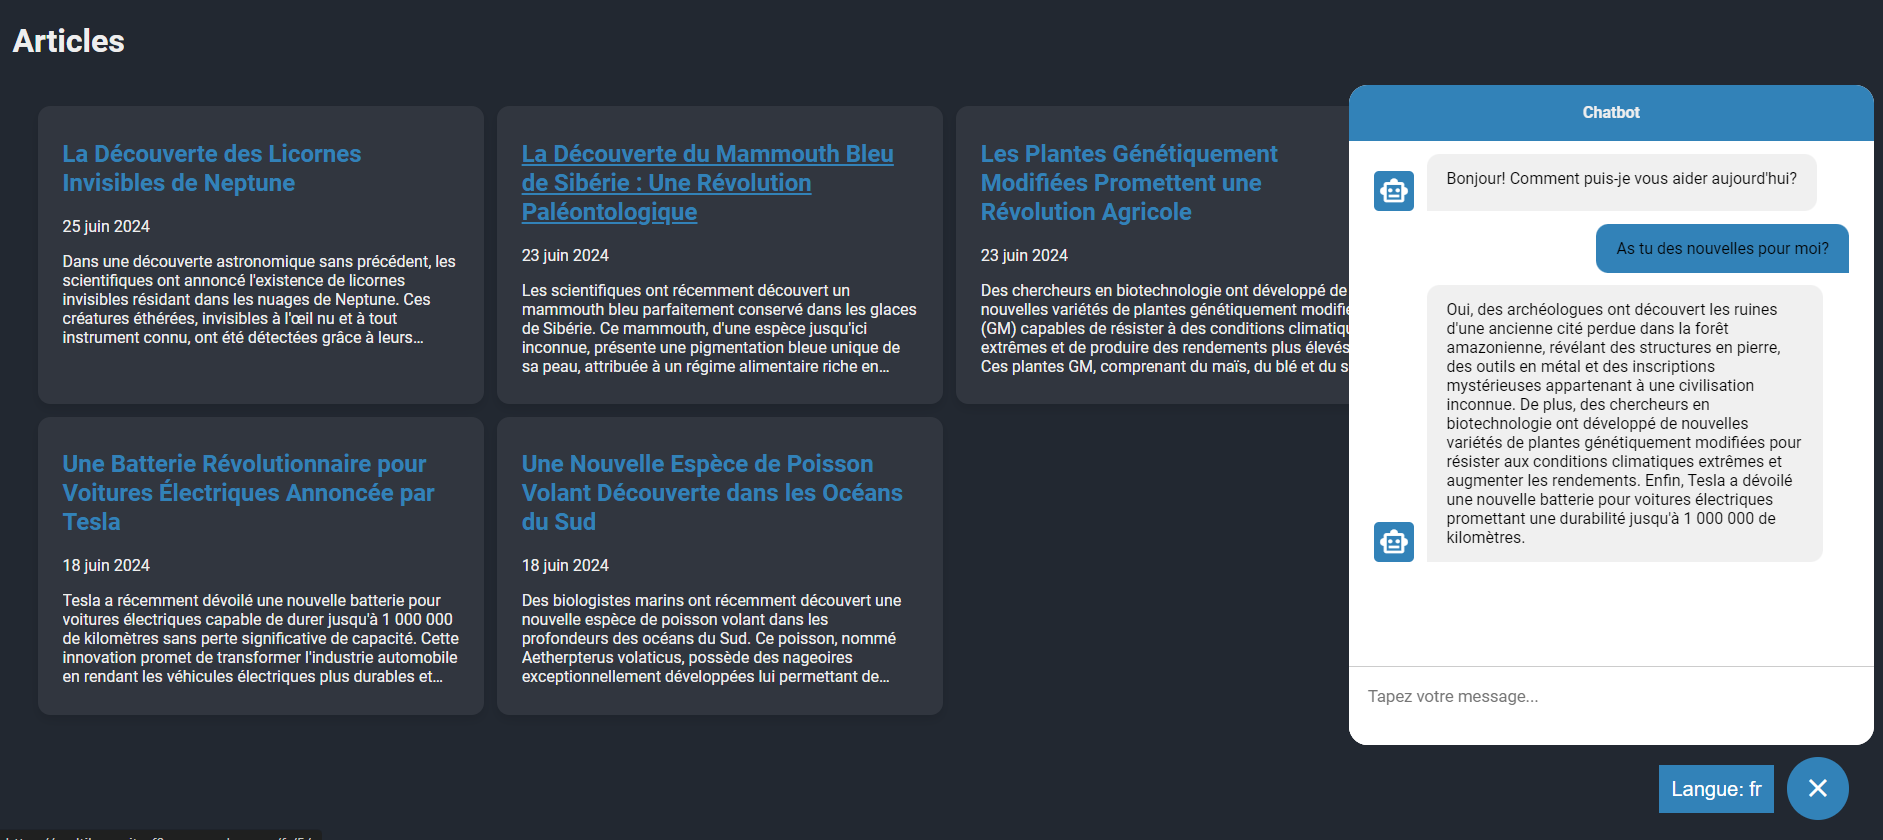 Articles
La Découverte des Licornes
Invisibles de Neptune
25 juin 2024
Dans une découverte astronomique sans précédent, les
scientifiques ont annoncé l'existence de licornes
invisibles résidant dans les nuages de Neptune. Ces
créatures éthérées, invisibles à l'œil nu et à tout
instrument connu, ont été détectées grâce à leurs...
La Découverte du Mammouth Bleu
de Sibérie : Une Révolution
Paléontologique
23 juin 2024
Les scientifiques ont récemment découvert un
mammouth bleu parfaitement conservé dans les glaces
de Sibérie. Ce mammouth, d'une espèce jusqu'ici
inconnue, présente une pigmentation bleue unique de
sa peau, attribuée à un régime alimentaire riche en...
Les Plantes Génétiquement
Modifiées Promettent une
Révolution Agricole
23 juin 2024
Des chercheurs en biotechnologie ont développé de
nouvelles variétés de plantes génétiquement modifié
(GM) capables de résister à des conditions climatiqu
extrêmes et de produire des rendements plus élevés
Ces plantes GM, comprenant du maïs, du blé et du s
Une Batterie Révolutionnaire pour
Voitures Électriques Annoncée par
Tesla
18 juin 2024
Tesla a récemment dévoilé une nouvelle batterie pour
voitures électriques capable de durer jusqu'à 1 000 000
de kilomètres sans perte significative de capacité. Cette
innovation promet de transformer l'industrie automobile
en rendant les véhicules électriques plus durables et...
Une Nouvelle Espèce de Poisson
Volant Découverte dans les Océans
du Sud
18 juin 2024
Des biologistes marins ont récemment découvert une
nouvelle espèce de poisson volant dans les
profondeurs des océans du Sud. Ce poisson, nommé
Aetherpterus volaticus, possède des nageoires
exceptionnellement développées lui permettant de...
Chatbot
Bonjour! Comment puis-je vous aider aujourd'hui?
As tu des nouvelles pour moi?
Oui, des archéologues ont découvert les ruines
d'une ancienne cité perdue dans la forêt
amazonienne, révélant des structures en pierre,
des outils en métal et des inscriptions
mystérieuses appartenant à une civilisation
inconnue. De plus, des chercheurs en
biotechnologie ont développé de nouvelles
variétés de plantes génétiquement modifiées pour
résister aux conditions climatiques extrêmes et
augmenter les rendements. Enfin, Tesla a dévoilé
une nouvelle batterie pour voitures électriques
promettant une durabilité jusqu'à 1 000 000 de
kilomètres.
Tapez votre message...
Langue: fr